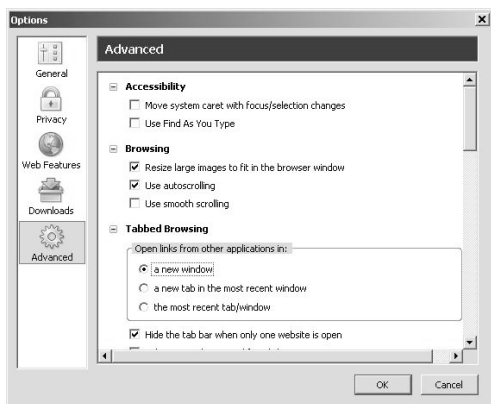 Options
General
Privacy
Web Features
Downloads
Advanced
Advanced
Accessibility
Move system caret with focus/selection changes
Use Find As You Type
Browsing
Resize large images to fit in the browser window
Use autoscrolling
Use smooth scrolling
Tabbed Browsing
Open links from other applications in:
a new window
a new tab in the most recent window
the most recent tab/window
Hide the tab bar when only one website is open
OK
Cancel